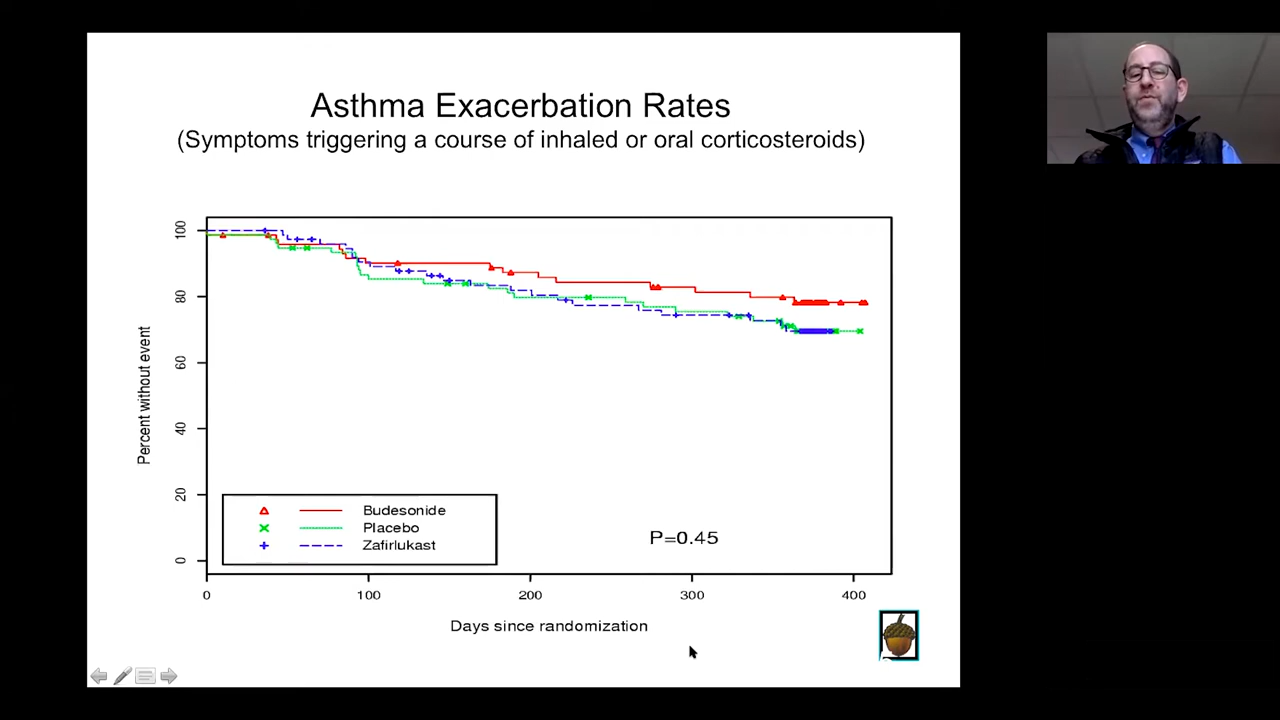 Asthma Exacerbation Rates
(Symptoms triggering a course of inhaled or oral corticosteroids)
Percent without event
100
80
60
40
20
0
Budesonide
Placebo
Zafirlukast
P=0.45
0 100 200 300 400
Days since randomization